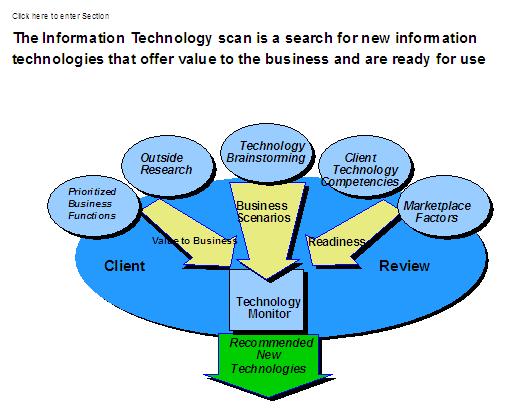 Click here to enter Section
The Information Technology scan is a search for new information
technologies that offer value to the business and are ready for use
Technology
Brainstorming
Outside
Research
Client
Technology
Competencies
Prioritized
Business
Functions
Marketplace
Factors
Business
Scenarios
Value to Business
Readiness
Client
Review
Technology
Monitor
Recommended
New
Technologies